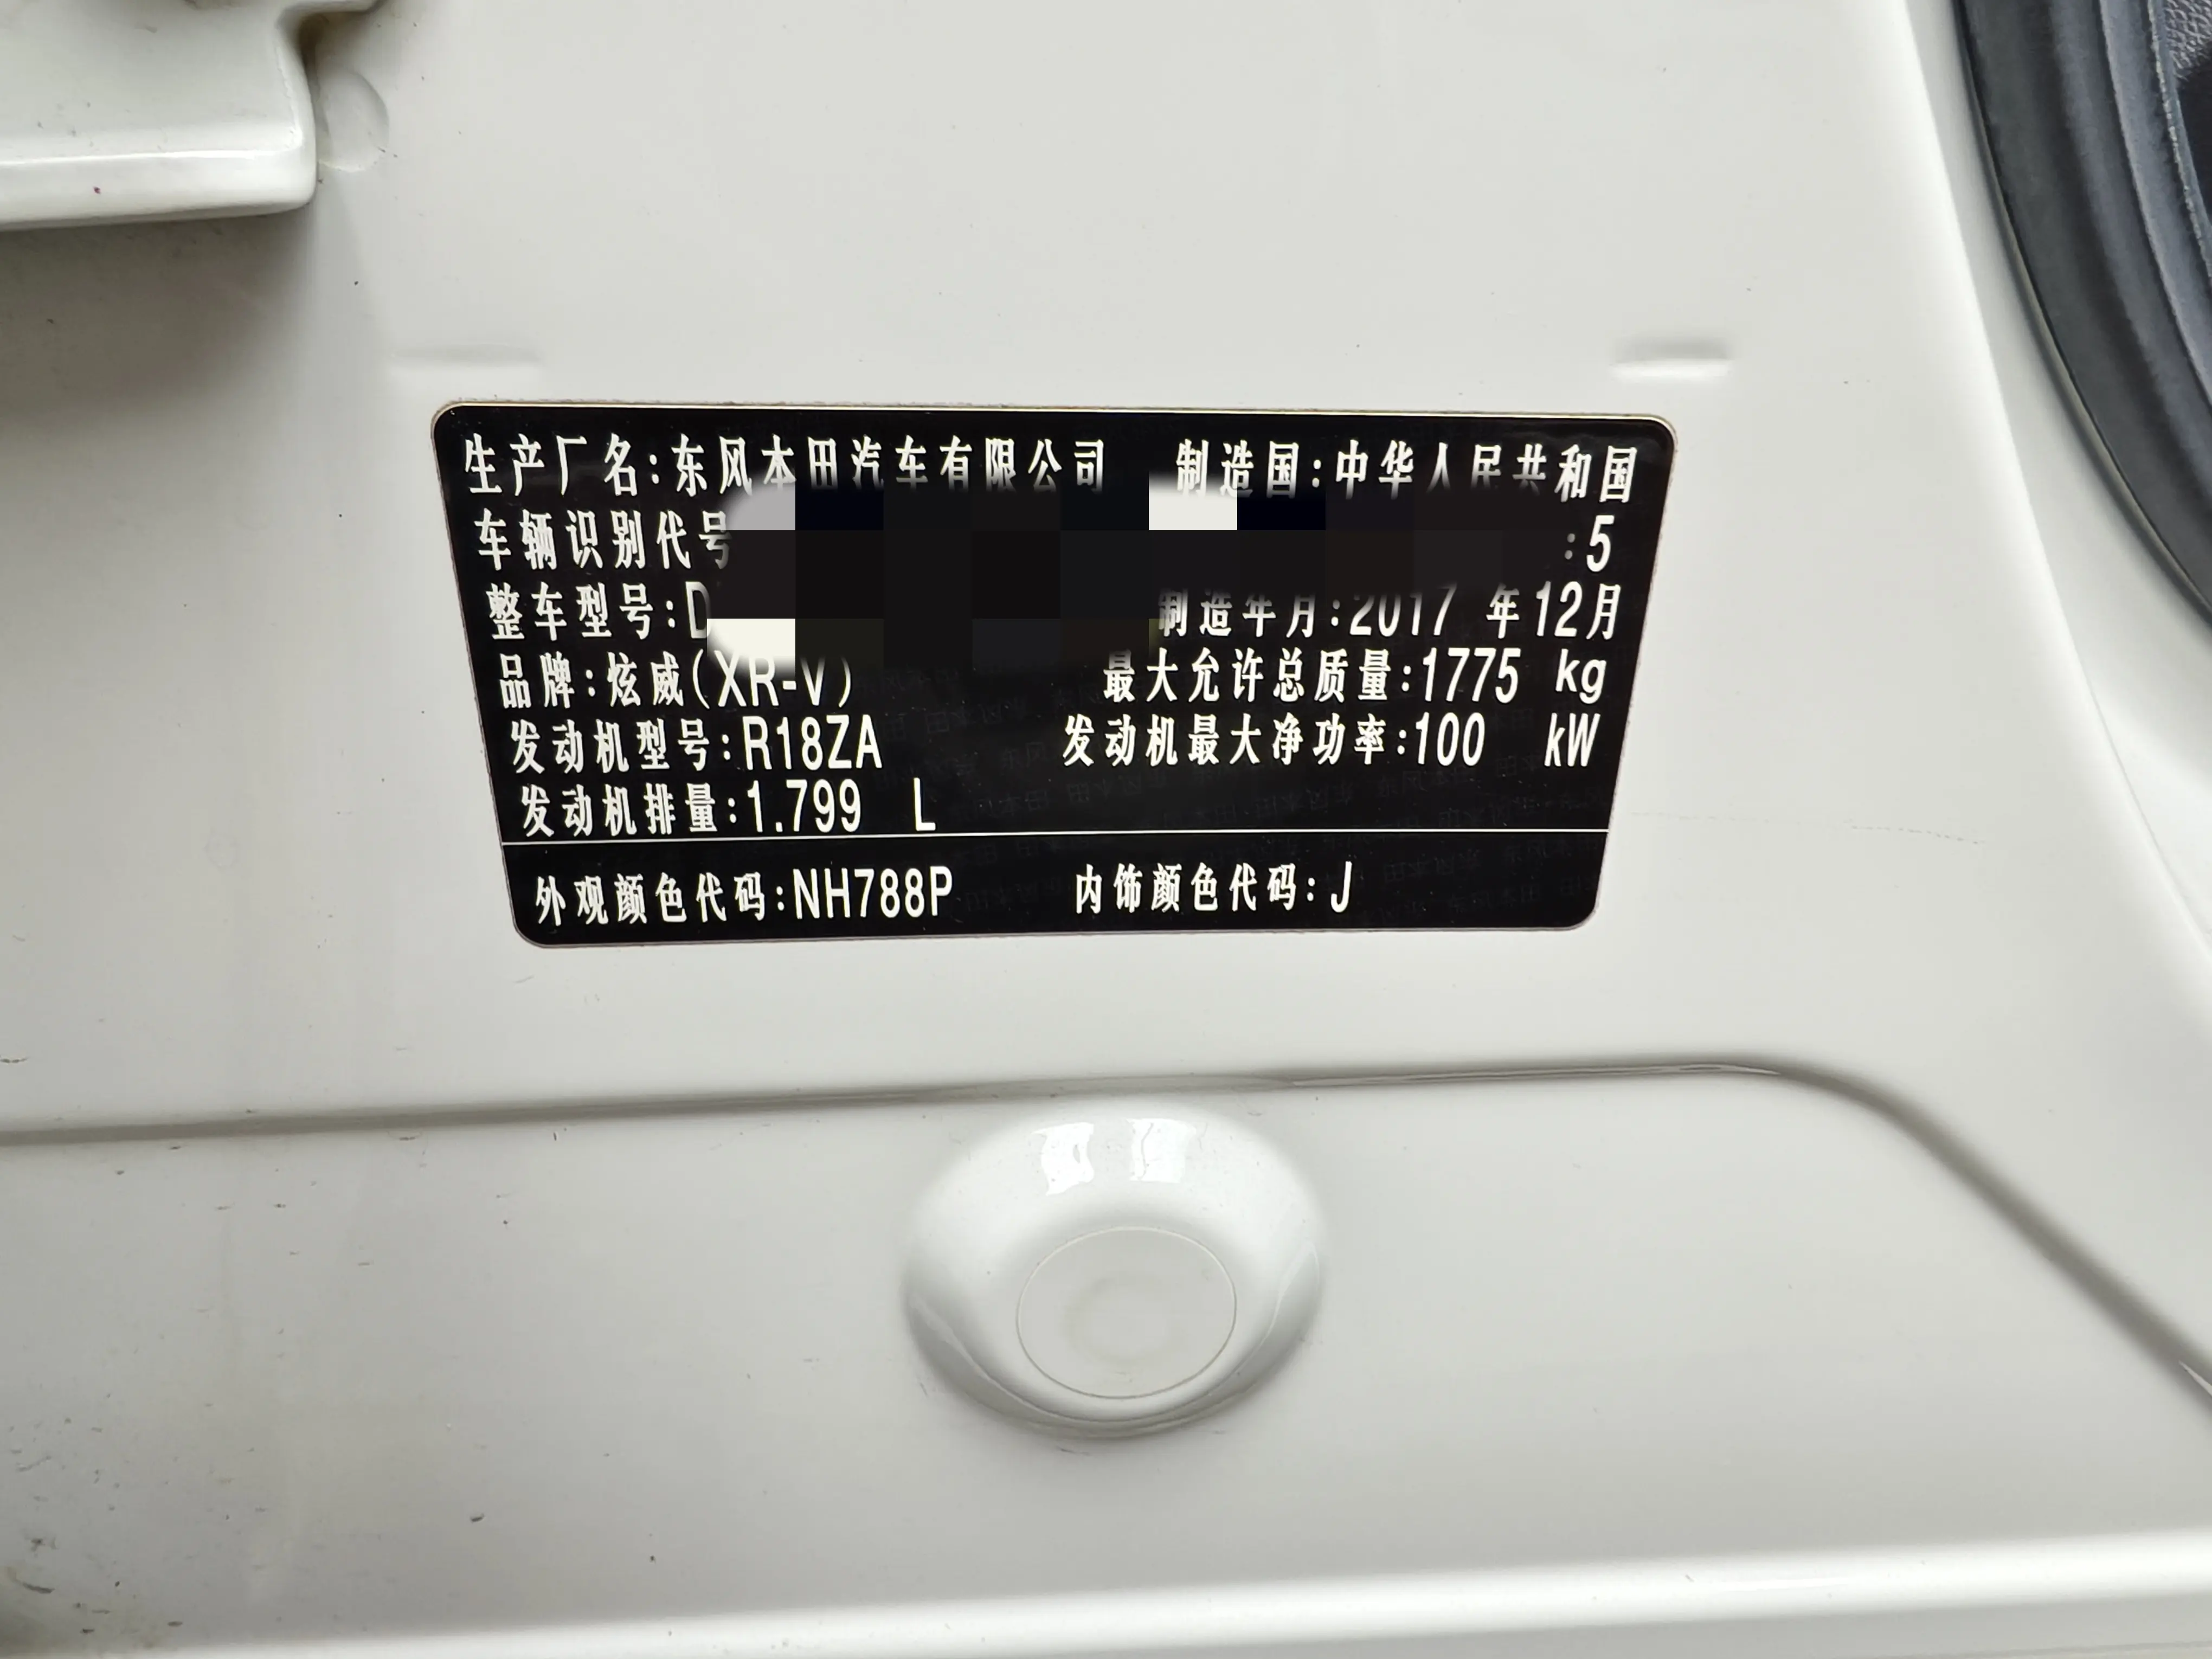 生产厂名:东风本田汽车有限公司 制造国:中华人民共和国
车辆识别代号 :5
整车型号:D 制造年月:2017 年12月
品牌:炫威(XR-V) 最大允许总质量:1775 kg
发动机型号:R18ZA 发动机最大净功率:100 kW
发动机排量:1.799 L
外观颜色代码:NH788P 内饰颜色代码:J